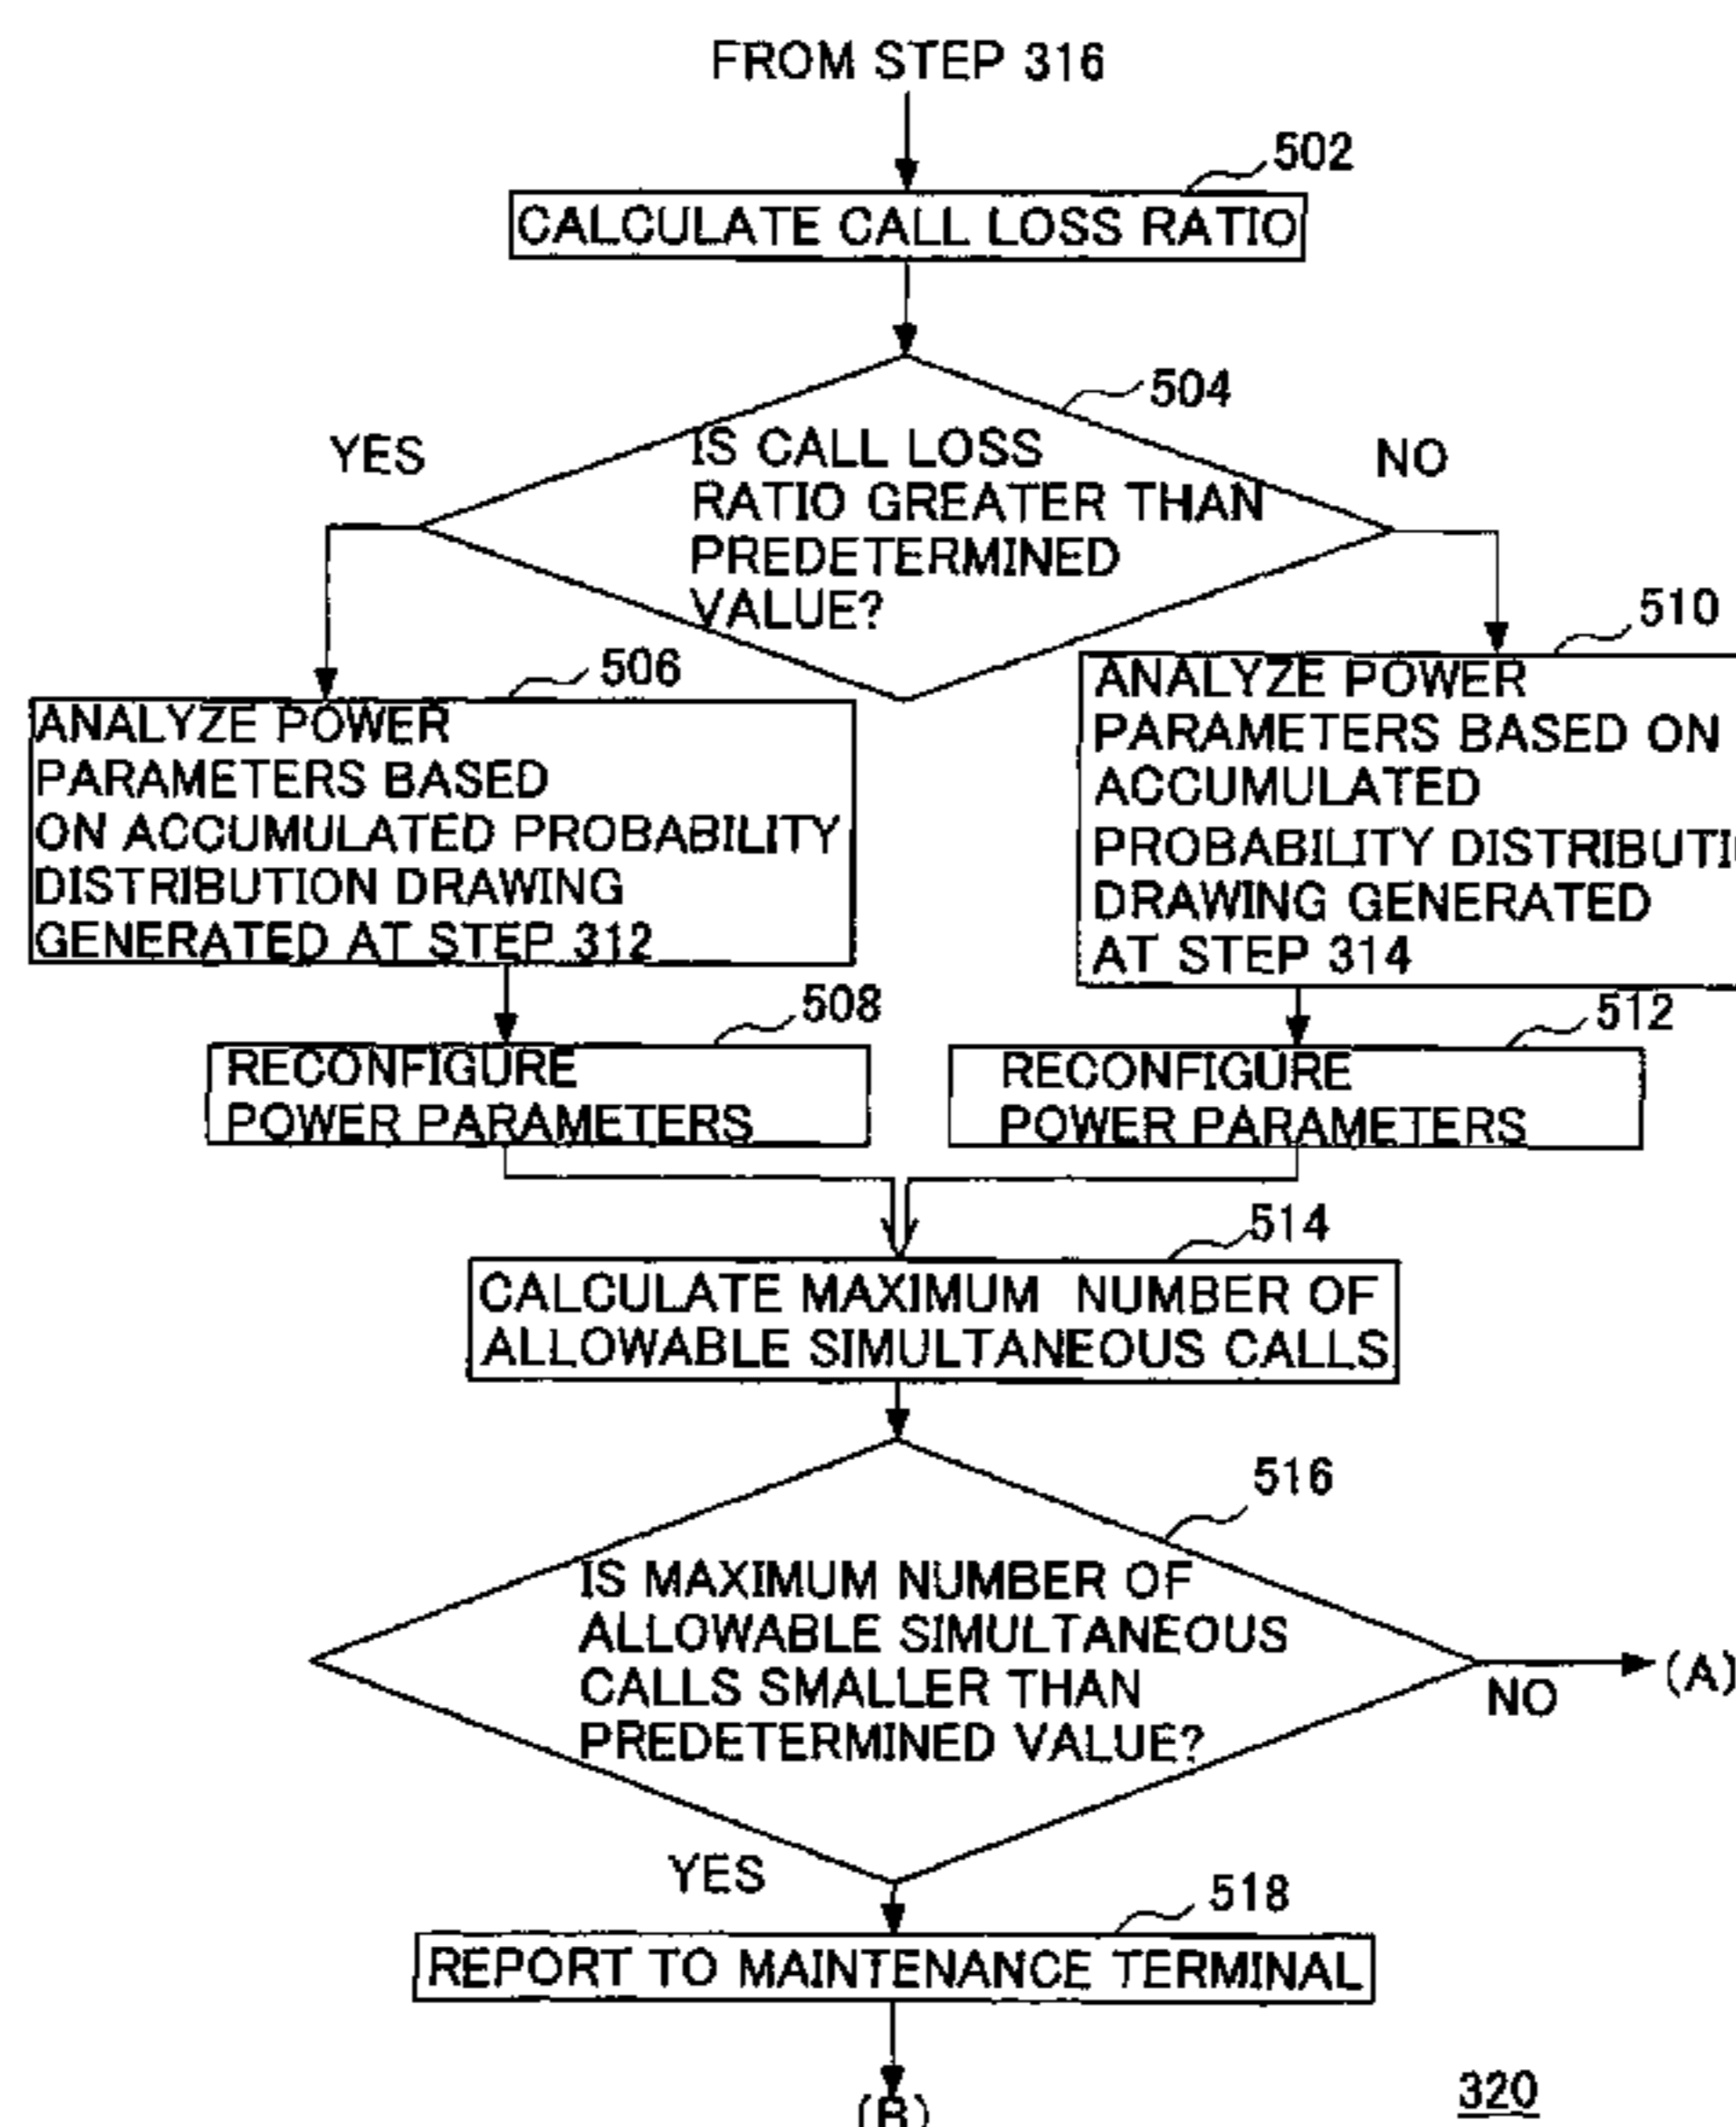 FROM STEP 316
502
CALCULATE CALL LOSS RATIO
504
YES
IS CALL LOSS
RATIO GREATER THAN
PREDETERMINED
VALUE?
NO
506
ANALYZE POWER
PARAMETERS BASED
ON ACCUMULATED PROBABILITY
DISTRIBUTION DRAWING
GENERATED AT STEP 312
510
ANALYZE POWER
PARAMETERS BASED ON
ACCUMULATED
PROBABILITY
DRAWING GENERATED
AT STEP 314
508
RECONFIGURE
POWER PARAMETERS
512
RECONFIGURE
POWER PARAMETERS
514
CALCULATE MAXIMUM NUMBER OF
ALLOWABLE SIMULTANEOUS CALLS
516
IS MAXIMUM NUMBER OF
ALLOWABLE SIMULTANEOUS
CALLS SMALLER THAN
PREDETERMINED VALUE?
NO
(A)
YES
518
REPORT TO MAINTENANCE TERMINAL
(B)
320